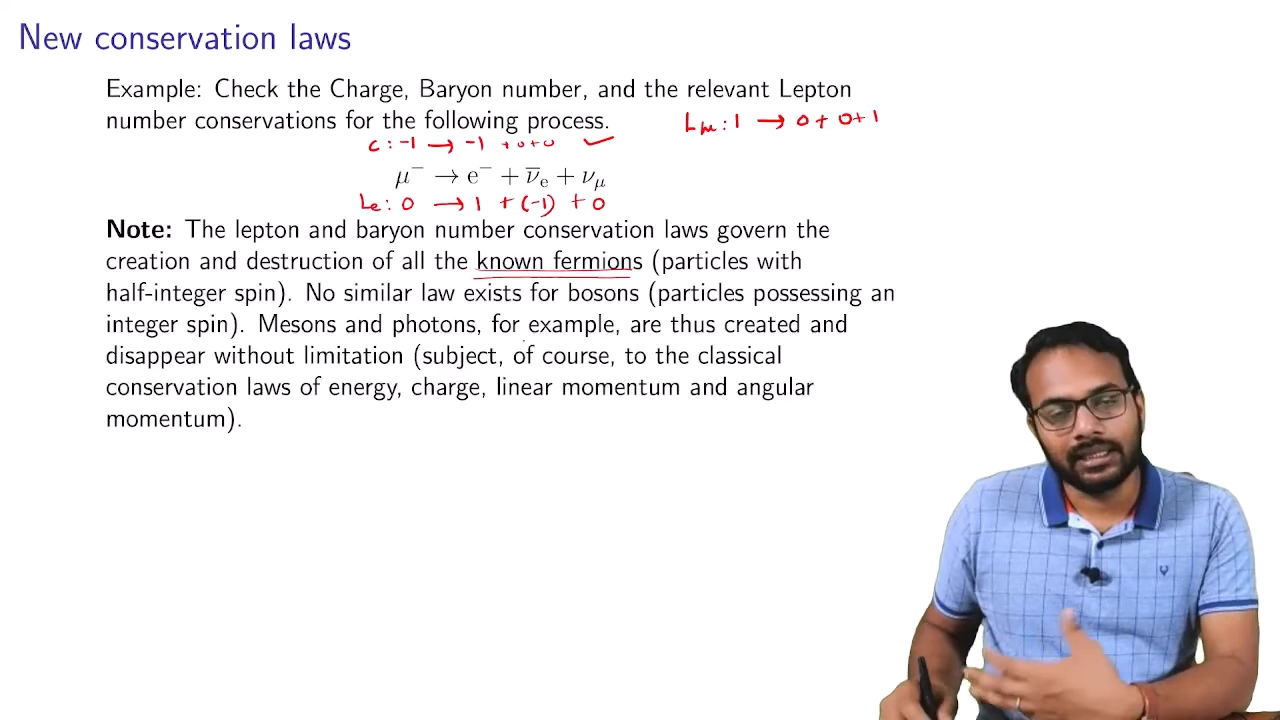 New conservation laws
Example: Check the Charge, Baryon number, and the relevant Lepton
number conservations for the following process.
Lμ : 1 → 0 + 0 + 1
C : -1 → -1 + 0 + 0 ✓
μ⁻ → e⁻ + ν̅ₑ + ν_μ
Le : 0 → 1 + (-1) + 0
Note: The lepton and baryon number conservation laws govern the
creation and destruction of all the known fermions (particles with
half-integer spin). No similar law exists for bosons (particles possessing an
integer spin). Mesons and photons, for example, are thus created and
disappear without limitation (subject, of course, to the classical
conservation laws of energy, charge, linear momentum and angular
momentum).